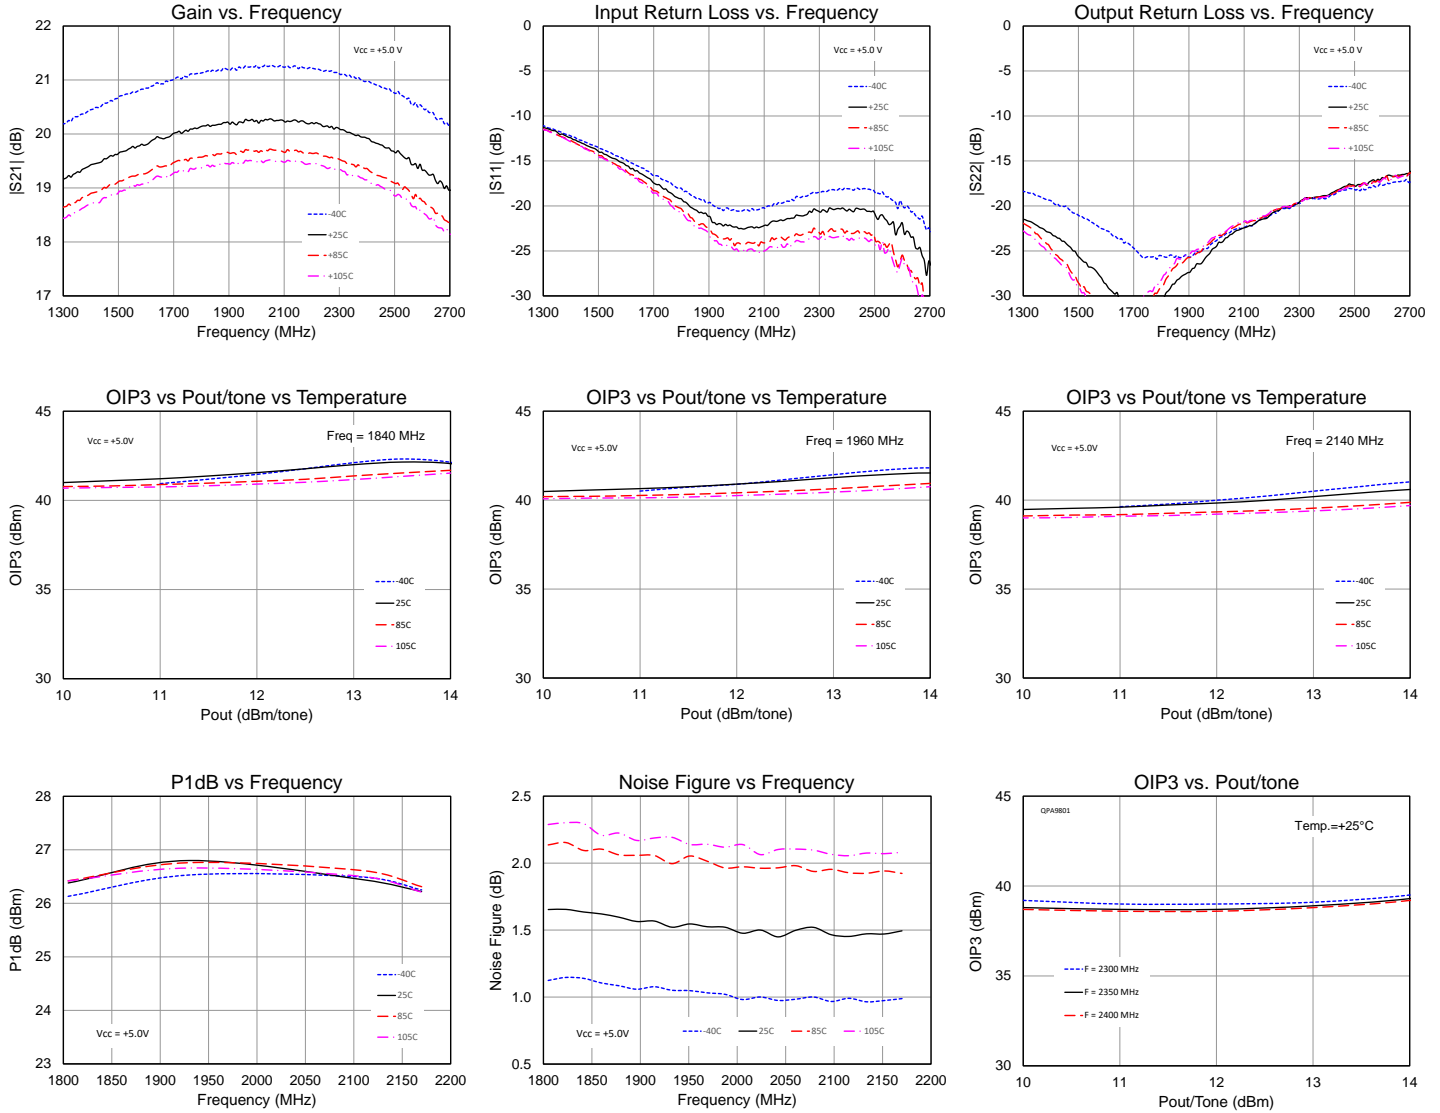 Gain vs. Frequency
22
21
20
19
18
17
|S21| (dB)
Vcc = +5.0 V
-40C
+25C
+85C
+105C
1300 1500 1700 1900 2100 2300 2500 2700
Frequency (MHz)
Input Return Loss vs. Frequency
0
-5
-10
-15
-20
-25
-30
|S11| (dB)
Vcc = +5.0 V
-40C
+25C
+85C
+105C
1300 1500 1700 1900 2100 2300 2500 2700
Frequency (MHz)
Output Return Loss vs. Frequency
0
-5
-10
-15
-20
-25
-30
|S22| (dB)
Vcc = +5.0 V
-40C
+25C
+85C
+105C
1300 1500 1700 1900 2100 2300 2500 2700
Frequency (MHz)
OIP3 vs Pout/tone vs Temperature
45
40
35
30
OIP3 (dBm)
Vcc = +5.0V
Freq = 1840 MHz
-40C
25C
85C
105C
10 11 12 13 14
Pout (dBm/tone)
OIP3 vs Pout/tone vs Temperature
45
40
35
30
OIP3 (dBm)
Vcc = +5.0V
Freq = 1960 MHz
-40C
25C
85C
105C
10 11 12 13 14
Pout (dBm/tone)
OIP3 vs Pout/tone vs Temperature
45
40
35
30
OIP3 (dBm)
Vcc = +5.0V
Freq = 2140 MHz
-40C
25C
85C
105C
10 11 12 13 14
Pout (dBm/tone)
P1dB vs Frequency
28
27
26
25
24
23
P1dB (dBm)
-40C
25C
85C
105C
Vcc = +5.0V
1800 1850 1900 1950 2000 2050 2100 2150 2200
Frequency (MHz)
Noise Figure vs Frequency
2.5
2.0
1.5
1.0
0.5
Noise Figure (dB)
Vcc = +5.0V
-40C 25C 85C 105C
1800 1850 1900 1950 2000 2050 2100 2150 2200
Frequency (MHz)
OIP3 vs. Pout/tone
45
40
35
30
OIP3 (dBm)
QPA9801
Temp.=+25°C
F = 2300 MHz
F = 2350 MHz
F = 2400 MHz
10 11 12 13 14
Pout/Tone (dBm)